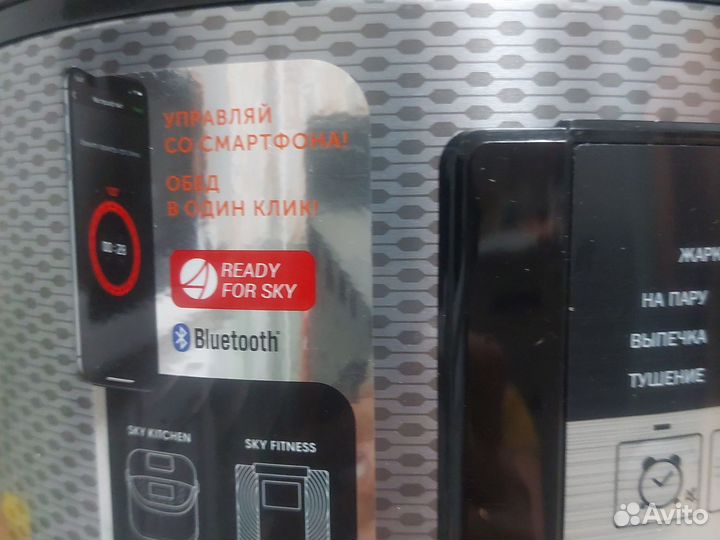 УПРАВЛЯЙ
СО СМАРТФОНА!
ОБЕД
В ОДИН КЛИК!
READY
FOR SKY
Bluetooth
SKY KITCHEN
SKY FITNESS
НА ПАРУ
ВЫПЕЧКА
ТУШЕНИЕ
Avito